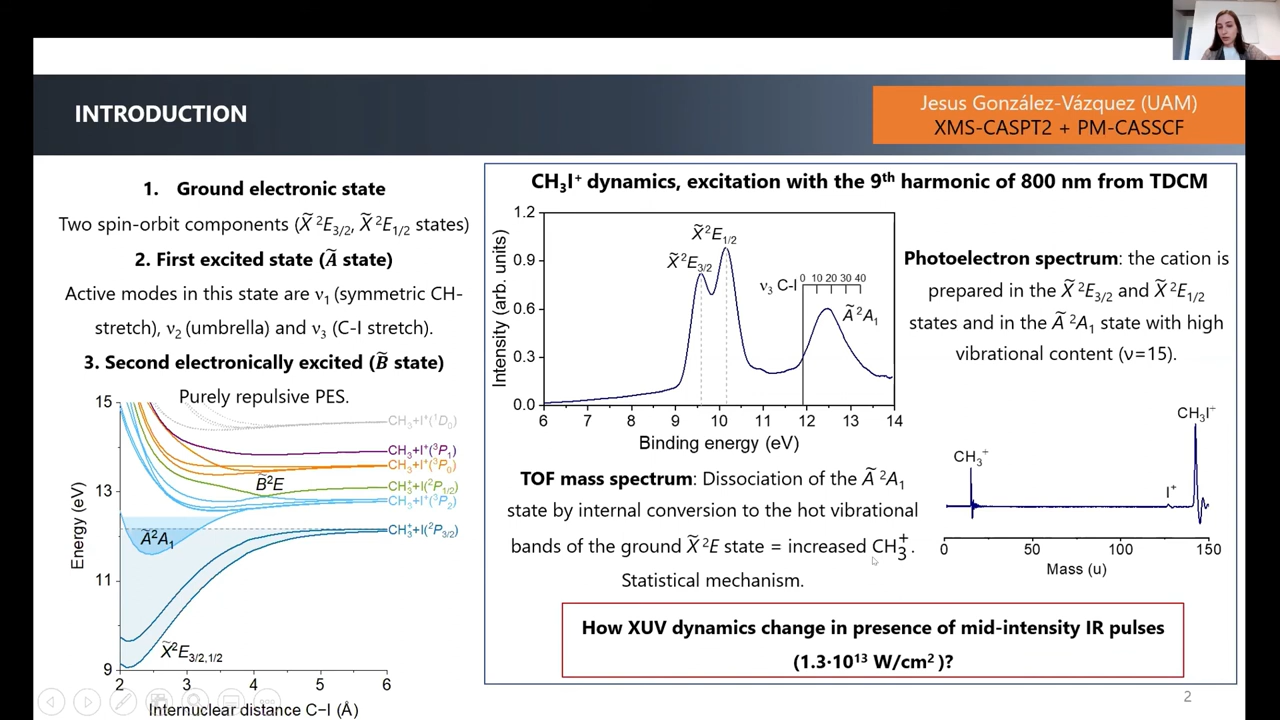 INTRODUCTION
Jesus González-Vázquez (UAM)
XMS-CASPT2 + PM-CASSCF
1. Ground electronic state
Two spin-orbit components (X̃ ²E3/2, X̃ ²E1/2 states)
2. First excited state (Ã state)
Active modes in this state are ν₁ (symmetric CH-
stretch), ν₂ (umbrella) and ν₃ (C-I stretch).
3. Second electronically excited (B̃ state)
Purely repulsive PES.
15
13
11
9
Energy (eV)
2 3 4 5 6
Internuclear distance C−I (Å)
CH₃+I⁺(¹D₀)
CH₃+I⁺(³P₁)
CH₃+I⁺(³P₀)
CH₃⁺+I(²P1/2)
CH₃+I⁺(³P₂)
CH₃⁺+I(²P3/2)
B̃²E
òA₁
X̃²E3/2,1/2
CH₃I⁺ dynamics, excitation with the 9th harmonic of 800 nm from TDCM
1.2
0.9
0.6
0.3
0.0
Intensity (arb. units)
X̃ ²E1/2
X̃ ²E3/2
ν₃ C-I 0 10 20 30 40
à ²A₁
6 7 8 9 10 11 12 13 14
Binding energy (eV)
Photoelectron spectrum: the cation is
prepared in the X̃ ²E3/2 and X̃ ²E1/2
states and in the à ²A₁ state with high
vibrational content (ν=15).
TOF mass spectrum: Dissociation of the à ²A₁
state by internal conversion to the hot vibrational
bands of the ground X̃ ²E state = increased CH₃⁺.
Statistical mechanism.
CH₃I⁺
CH₃⁺
I⁺
0 50 100 150
Mass (u)
How XUV dynamics change in presence of mid-intensity IR pulses
(1.3·10¹³ W/cm² )?
2